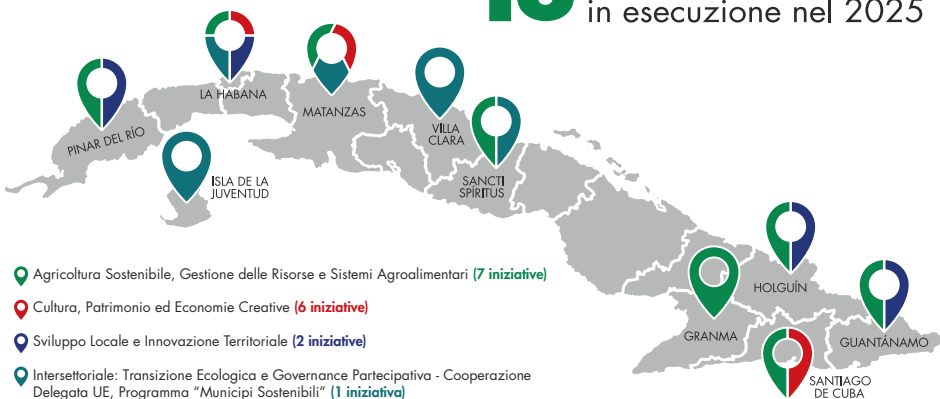 in esecuzione nel 2025
LA HABANA
MATANZAS
PINAR DEL RÍO
VILLA
CLARA
ISLA DE LA
JUVENTUD
SANCTI
SPÍRITUS
Agricoltura Sostenibile, Gestione delle Risorse e Sistemi Agroalimentari (7 iniziative)
Cultura, Patrimonio ed Economie Creative (6 iniziative)
Sviluppo Locale e Innovazione Territoriale (2 iniziative)
Intersettoriale: Transizione Ecologica e Governance Partecipativa - Cooperazione
Delegata UE, Programma “Municipi Sostenibili” (1 iniziativa)
HOLGUÍN
GRANMA
GUANTÁNAMO
SANTIAGO
DE CUBA